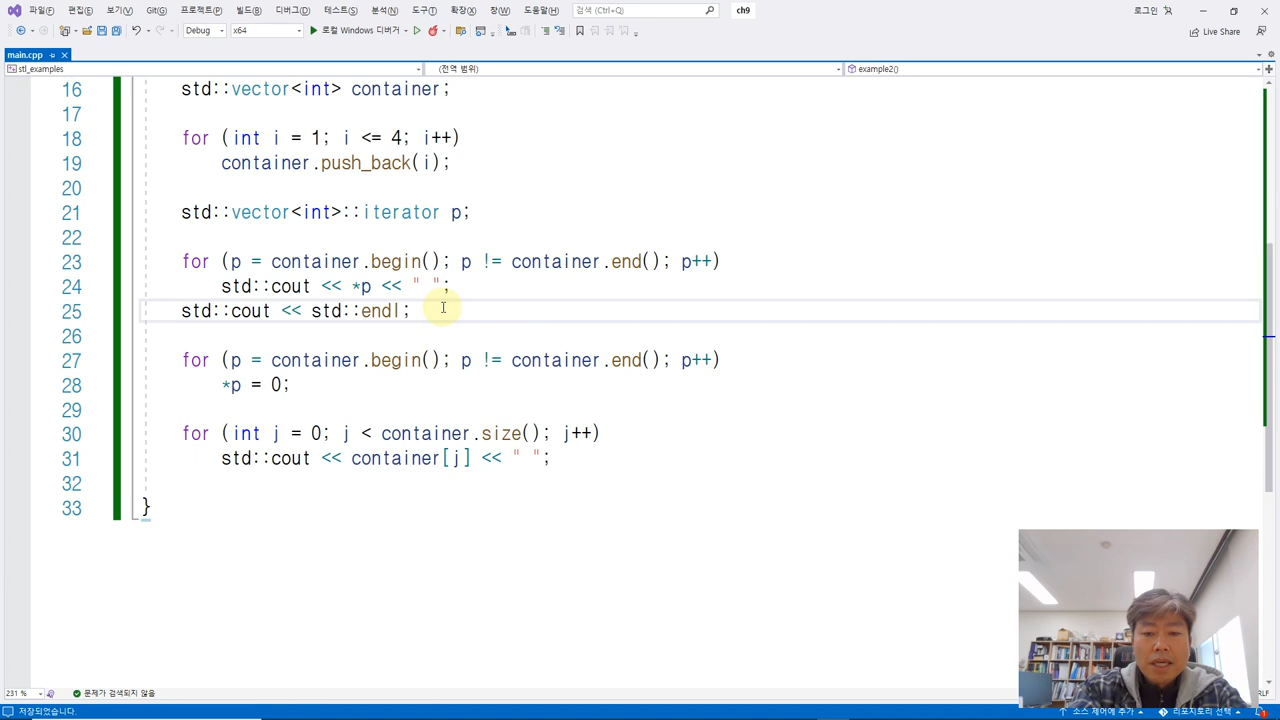 파일(F) 편집(E) 보기(V) Git(G) 프로젝트(P) 빌드(B) 디버그(D) 테스트(S) 분석(N) 도구(T) 확장(X) 창(W) 도움말(H) 검색 (Ctrl+Q) ch9 로그인
Debug x64 로컬 Windows 디버거 Live Share
main.cpp
stl_examples (전역 범위) example2()
16 std::vector<int> container;
17
18 for (int i = 1; i <= 4; i++)
19 container.push_back(i);
20
21 std::vector<int>::iterator p;
22
23 for (p = container.begin(); p != container.end(); p++)
24 std::cout << *p << " ";
25 std::cout << std::endl;
26
27 for (p = container.begin(); p != container.end(); p++)
28 *p = 0;
29
30 for (int j = 0; j < container.size(); j++)
31 std::cout << container[j] << " ";
32
33 }
231 % 문제가 검색되지 않음 RLF
저장되었습니다. 소스 제어에 추가 리포지토리 선택